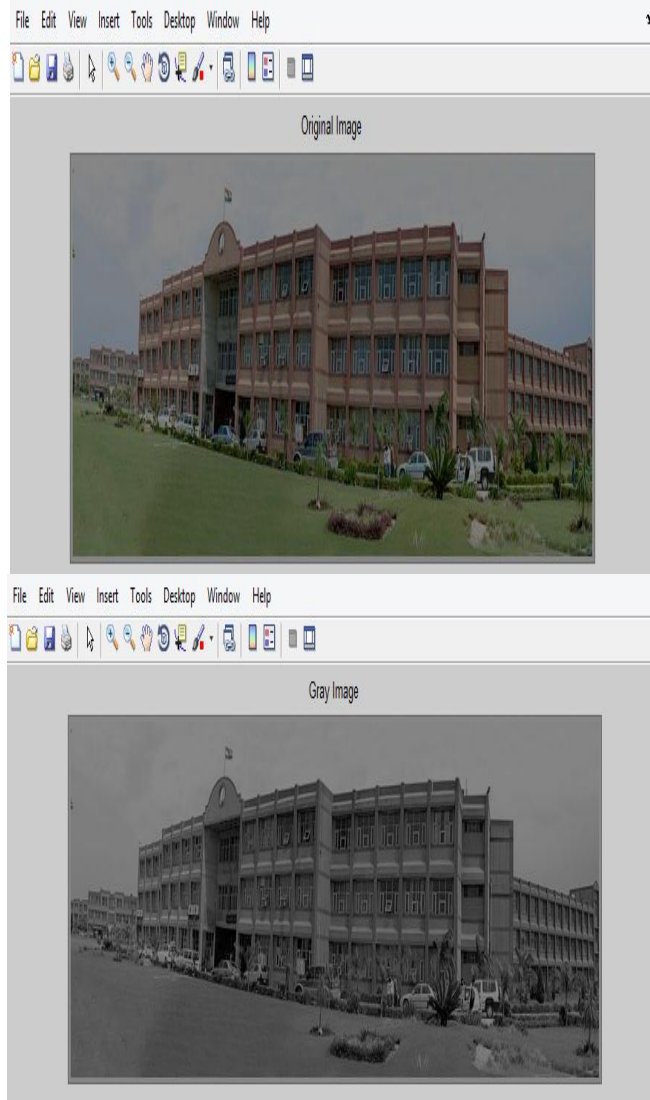 File Edit View Insert Tools Desktop Window Help
Original Image
File Edit View Insert Tools Desktop Window Help
Gray Image